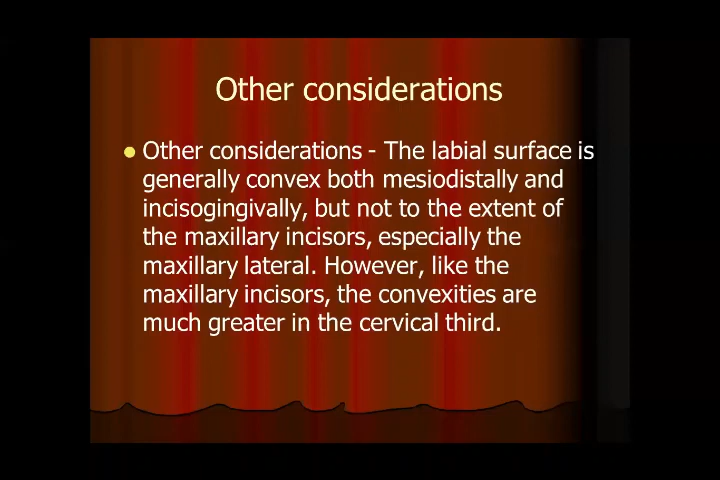 Other considerations
Other considerations - The labial surface is
generally convex both mesiodistally and
incisogingivally, but not to the extent of
the maxillary incisors, especially the
maxillary lateral. However, like the
maxillary incisors, the convexities are
much greater in the cervical third.